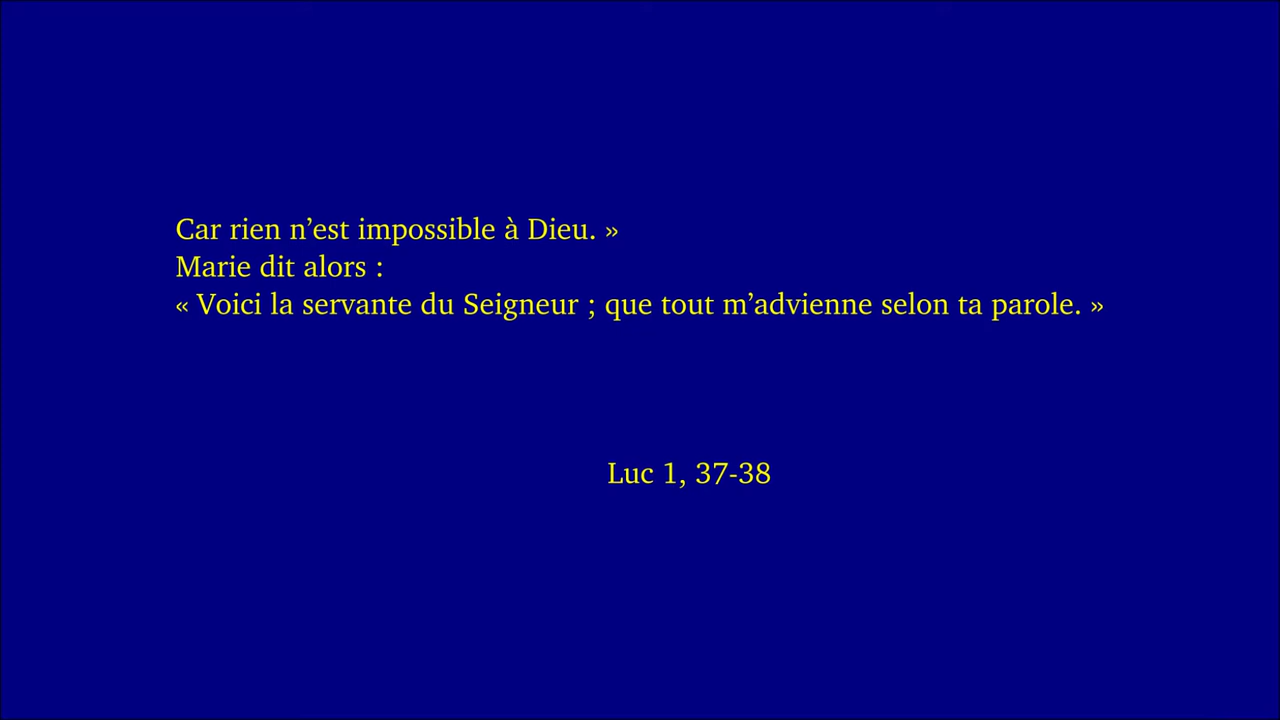 Car rien n’est impossible à Dieu. »
Marie dit alors :
« Voici la servante du Seigneur ; que tout m’advienne selon ta parole. »
Luc 1, 37-38